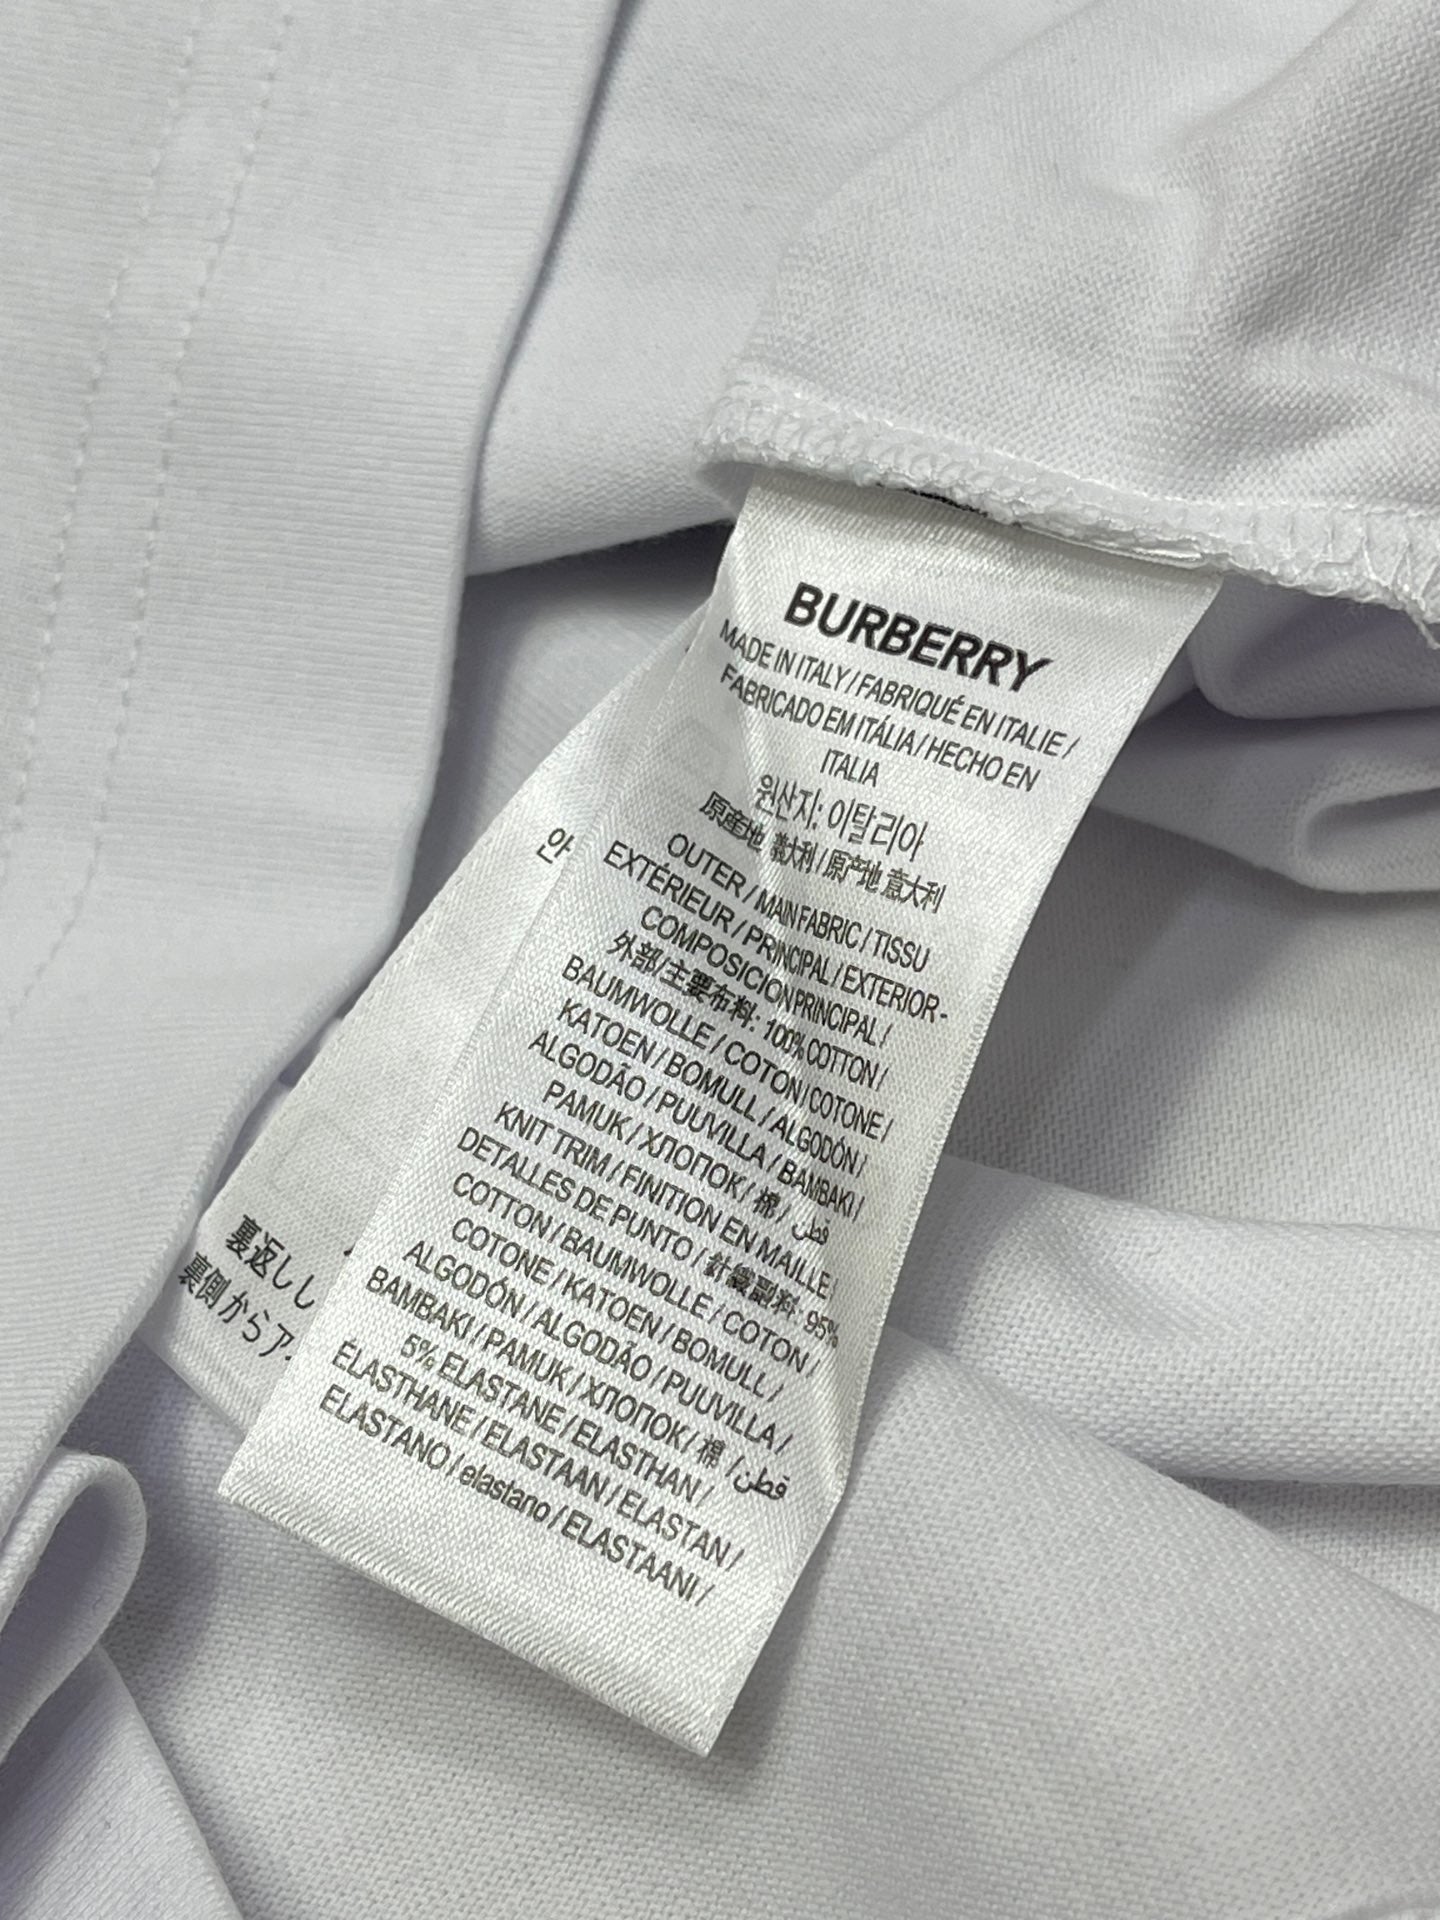 BURBERRY
MADE IN ITALY / FABRIQUÉ EN ITALIE /
FABRICADO EM ITÁLIA / HECHO EN
ITALIA
원산지: 이탈리아
原産地 義大利 / 原产地 意大利
OUTER / MAIN FABRIC / TISSU
EXTÉRIEUR / PRINCIPAL / EXTERIOR-
COMPOSICION PRINCIPAL /
外部/主要布料: 100% COTTON /
BAUMWOLLE / COTON / COTONE /
KATOEN / BOMULL / ALGODÓN /
ALGODÃO / PUUVILLA / BAMBAKI /
PAMUK / ХЛОПОК / 棉 / قطن
KNIT TRIM / FINITION EN MAILLE /
DETALLES DE PUNTO / 針織副料: 95%
COTTON / BAUMWOLLE / COTON /
COTONE / KATOEN / BOMULL /
ALGODÓN / ALGODÃO / PUUVILLA /
BAMBAKI / PAMUK / ХЛОПОК / 棉 / قطن
5% ELASTANE / ELASTHAN /
ÉLASTHANE / ELASTAAN / ELASTAN /
ELASTANO / elastano / ELASTAANI /
안
裏返し
裏側からア